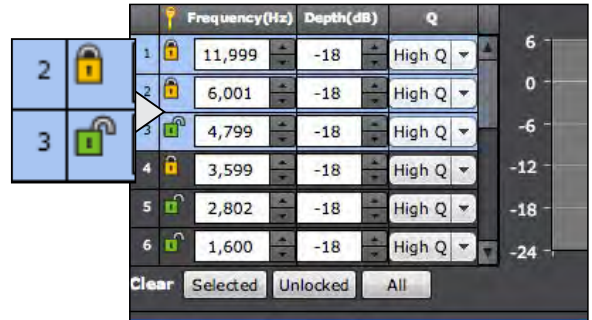 Frequency(Hz) Depth(dB) Q
1 11,999 -18 High Q
2 6,001 -18 High Q
3 4,799 -18 High Q
4 3,599 -18 High Q
5 2,802 -18 High Q
6 1,600 -18 High Q
Clear Selected Unlocked All
2
3
6
0
-6
-12
-18
-24